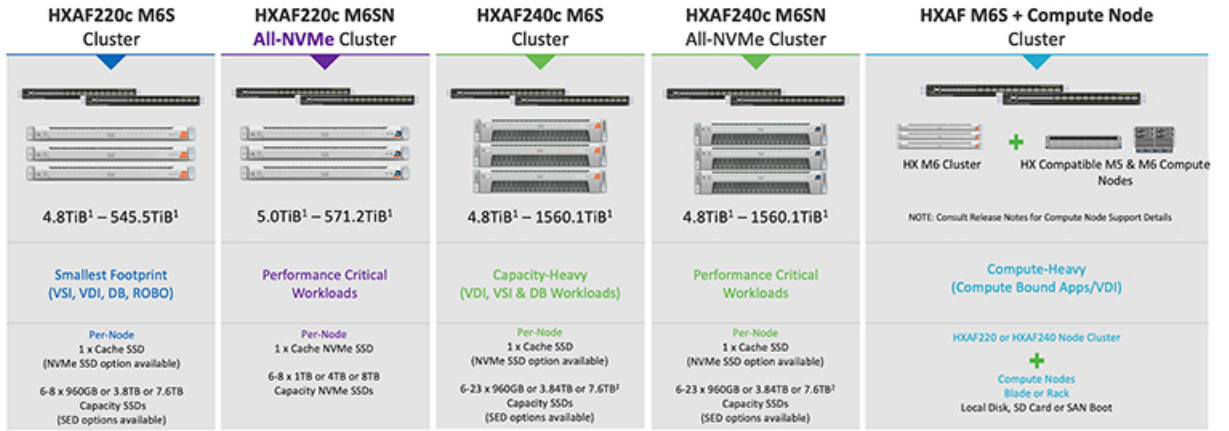 HXAF220c M6S
Cluster
4.8TiB¹ – 545.5TiB¹
Smallest Footprint
(VSI, VDI, DB, ROBO)
Per-Node
1 x Cache SSD
(NVMe SSD option available)
6-8 x 960GB or 3.8TB or 7.6TB
Capacity SSDs
(SED options available)
HXAF220c M6SN
All-NVMe Cluster
5.0TiB¹ – 571.2TiB¹
Performance Critical
Workloads
Per-Node
1 x Cache NVMe SSD
6-8 x 1TB or 4TB or 8TB
Capacity NVMe SSDs
HXAF240c M6S
Cluster
4.8TiB¹ – 1560.1TiB¹
Capacity-Heavy
(VDI, VSI & DB Workloads)
Per-Node
1 x Cache SSD
(NVMe SSD option available)
6-23 x 960GB or 3.84TB or 7.6TB²
Capacity SSDs
(SED options available)
HXAF240c M6SN
All-NVMe Cluster
4.8TiB¹ – 1560.1TiB¹
Performance Critical
Workloads
Per-Node
1 x Cache SSD
(NVMe SSD option available)
6-23 x 960GB or 3.84TB or 7.6TB²
Capacity SSDs
(SED options available)
HXAF M6S + Compute Node
Cluster
HX M6 Cluster
+
HX Compatible M5 & M6 Compute
Nodes
NOTE: Consult Release Notes for Compute Node Support Details
Compute-Heavy
(Compute Bound Apps/VDI)
HXAF220 or HXAF240 Node Cluster
+
Compute Nodes
Blade or Rack
Local Disk, SD Card or SAN Boot